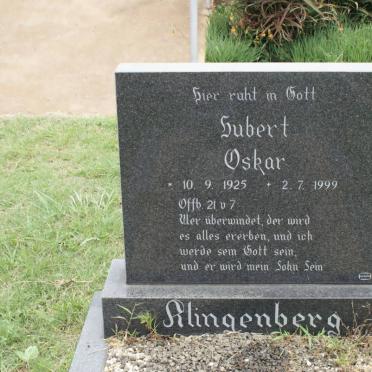 Hier ruht in Gott
Hubert
Oskar
* 10. 9. 1925 + 2. 7. 1999
Offb. 21 v 7
Wer überwindet, der wird
es alles ererben, und ich
werde sein Gott sein,
und er wird mein Sohn sein
Klingenberg